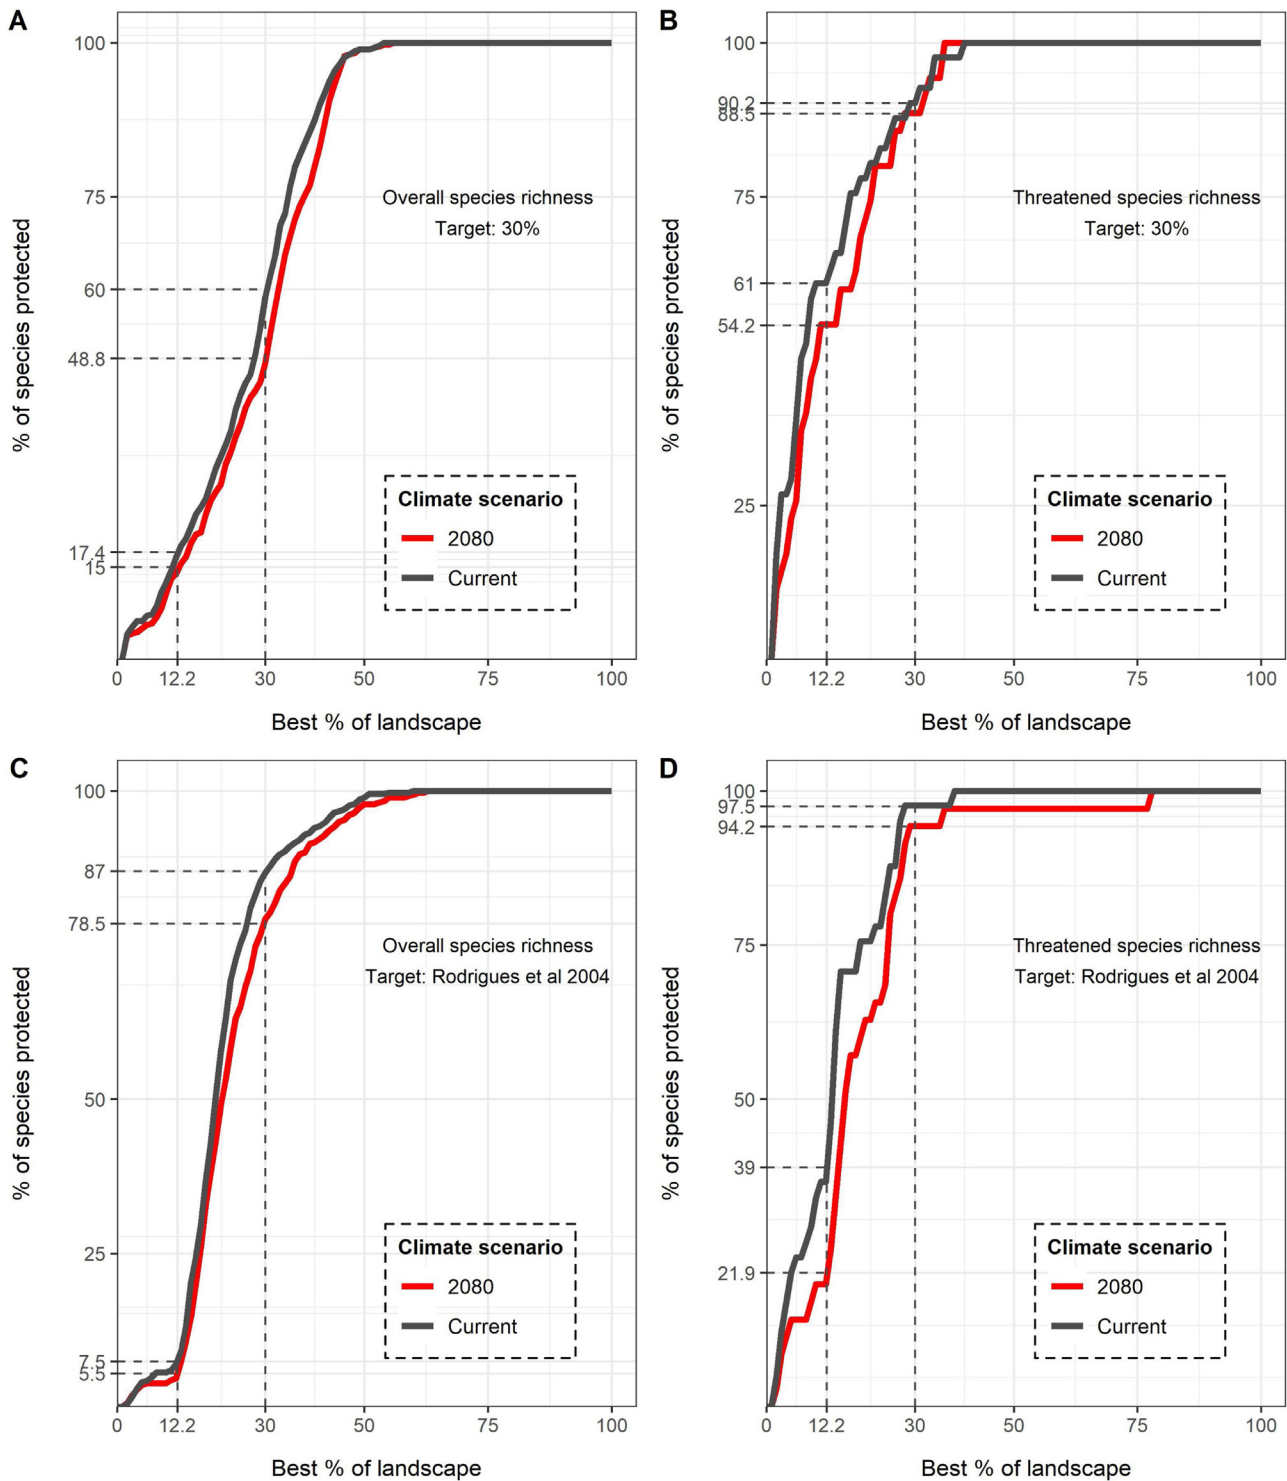 A
100
75
60
48.8
17.4
15
% of species protected
Overall species richness
Target: 30%
Climate scenario
2080
Current
0 12.2 30 50 75 100
Best % of landscape
B
100
90.2
88.5
75
61
54.2
25
% of species protected
Threatened species richness
Target: 30%
Climate scenario
2080
Current
0 12.2 30 50 75 100
Best % of landscape
C
100
87
78.5
50
25
7.5
5.5
% of species protected
Overall species richness
Target: Rodrigues et al 2004
Climate scenario
2080
Current
0 12.2 30 50 75 100
Best % of landscape
D
100
97.5
94.2
75
50
39
21.9
% of species protected
Threatened species richness
Target: Rodrigues et al 2004
Climate scenario
2080
Current
0 12.2 30 50 75 100
Best % of landscape